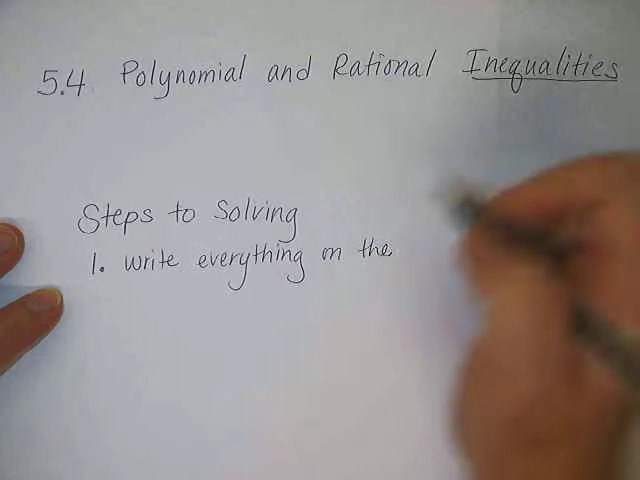 5.4 Polynomial and Rational Inequalities
Steps to Solving
1. Write everything on the